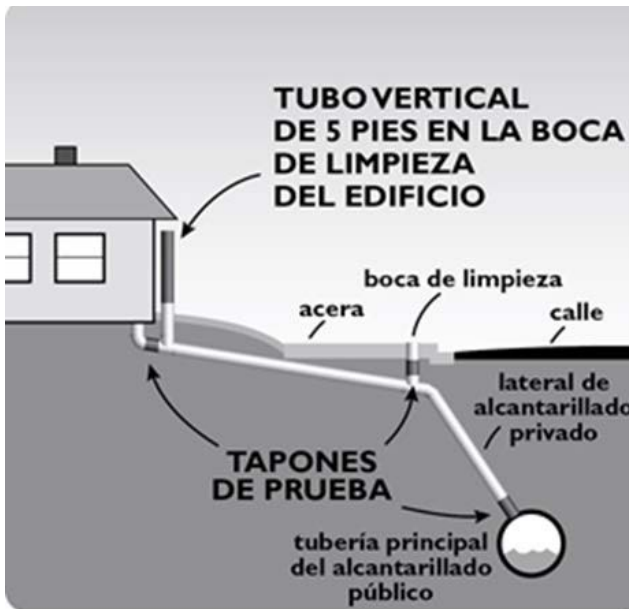 TUBO VERTICAL
DE 5 PIES EN LA BOCA
DE LIMPIEZA
DEL EDIFICIO
boca de limpieza
acera
calle
lateral de
alcantarillado
privado
TAPONES
DE PRUEBA
tubería principal
del alcantarillado
público